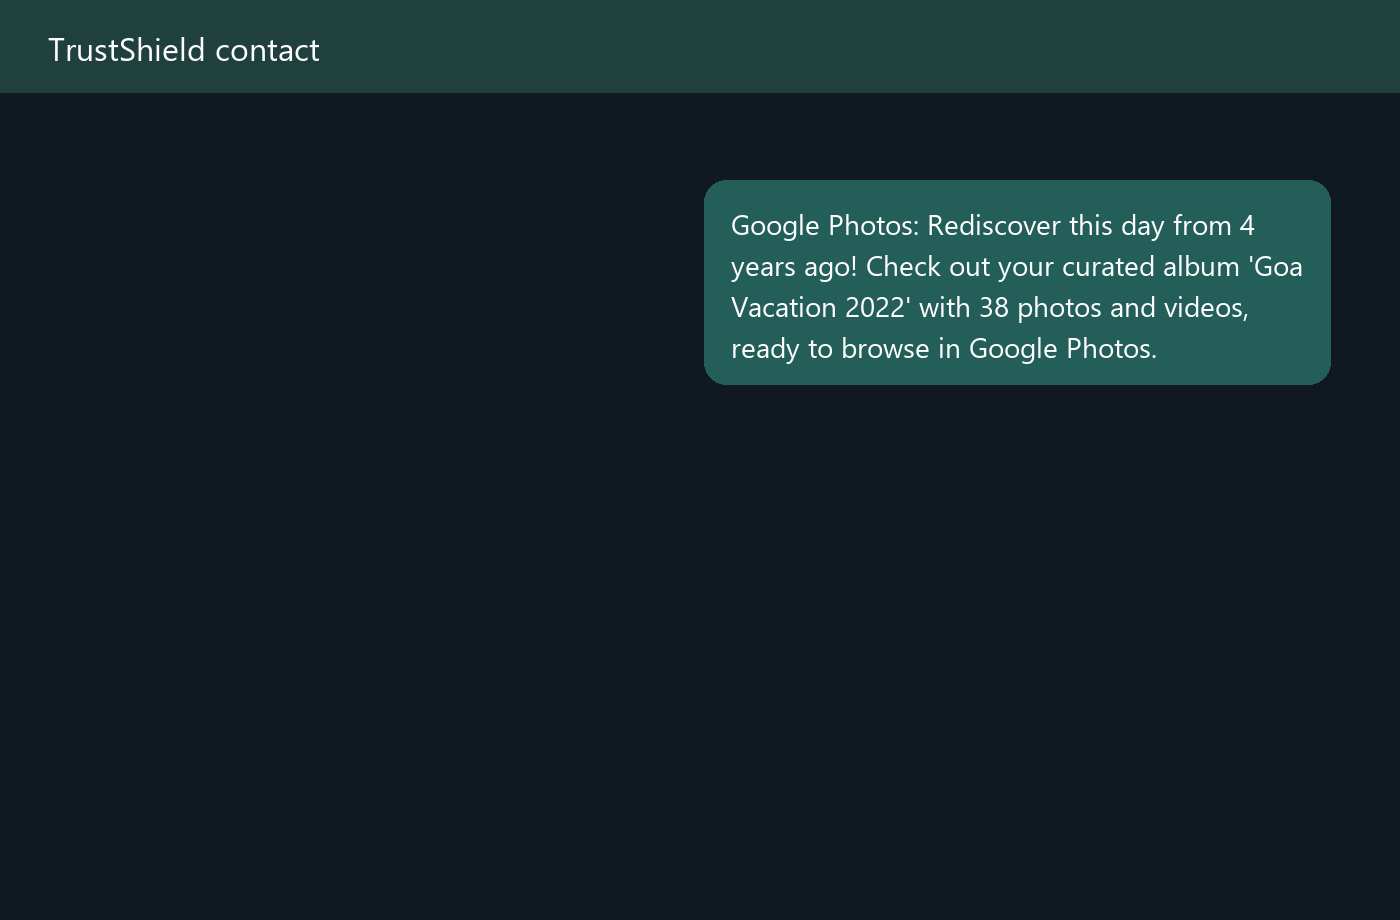 TrustShield contact
Google Photos: Rediscover this day from 4
years ago! Check out your curated album 'Goa
Vacation 2022' with 38 photos and videos,
ready to browse in Google Photos.